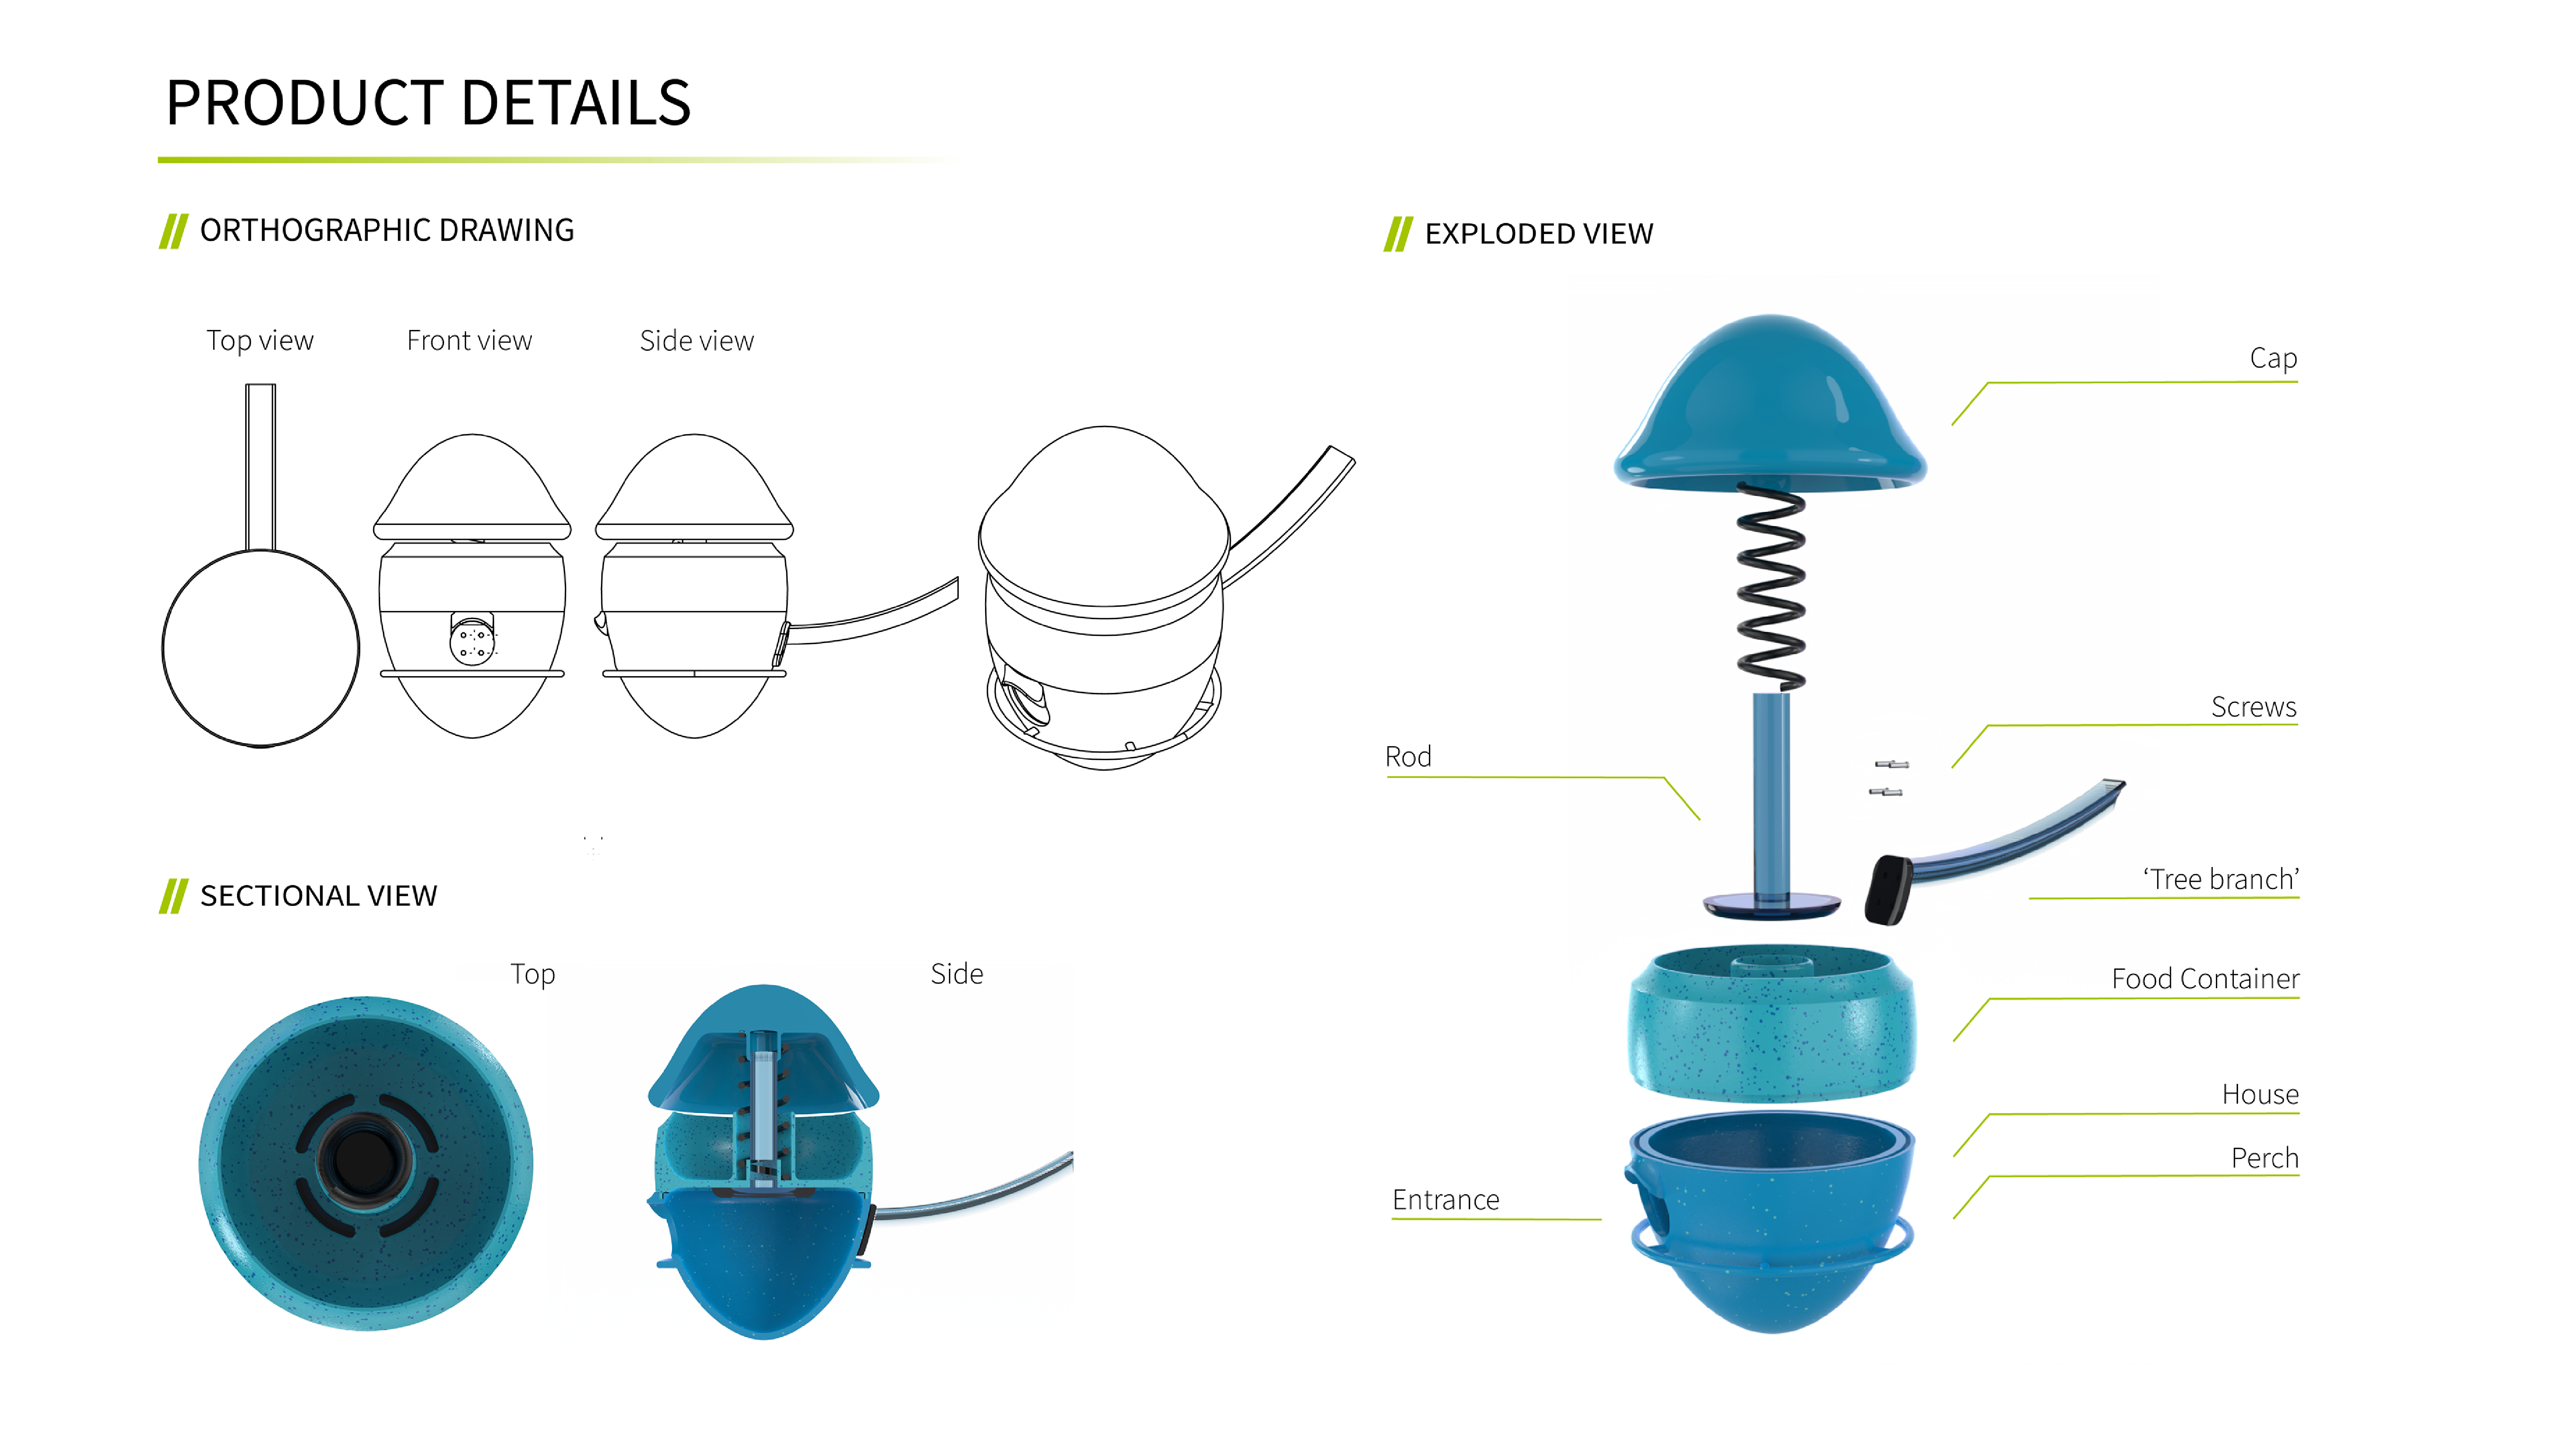 PRODUCT DETAILS
// ORTHOGRAPHIC DRAWING
Top view
Front view
Side view
// SECTIONAL VIEW
Top
Side
// EXPLODED VIEW
Cap
Screws
Rod
‘Tree branch’
Food Container
House
Perch
Entrance